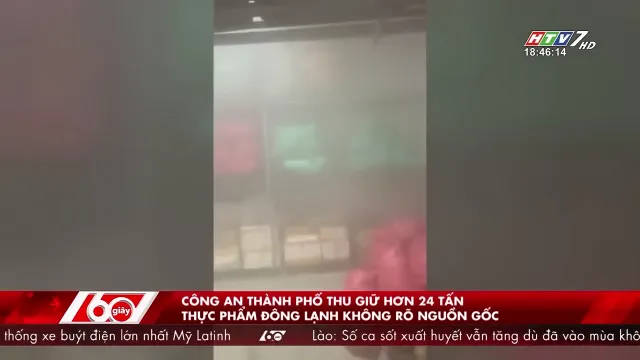 HTV7 HD
18:46:14
60 giây
CÔNG AN THÀNH PHỐ THU GIỮ HƠN 24 TẤN
THỰC PHẨM ĐÔNG LẠNH KHÔNG RÕ NGUỒN GỐC
thống xe buýt điện lớn nhất Mỹ Latinh
Lào: Số ca sốt xuất huyết vẫn tăng dù đã vào mùa khô